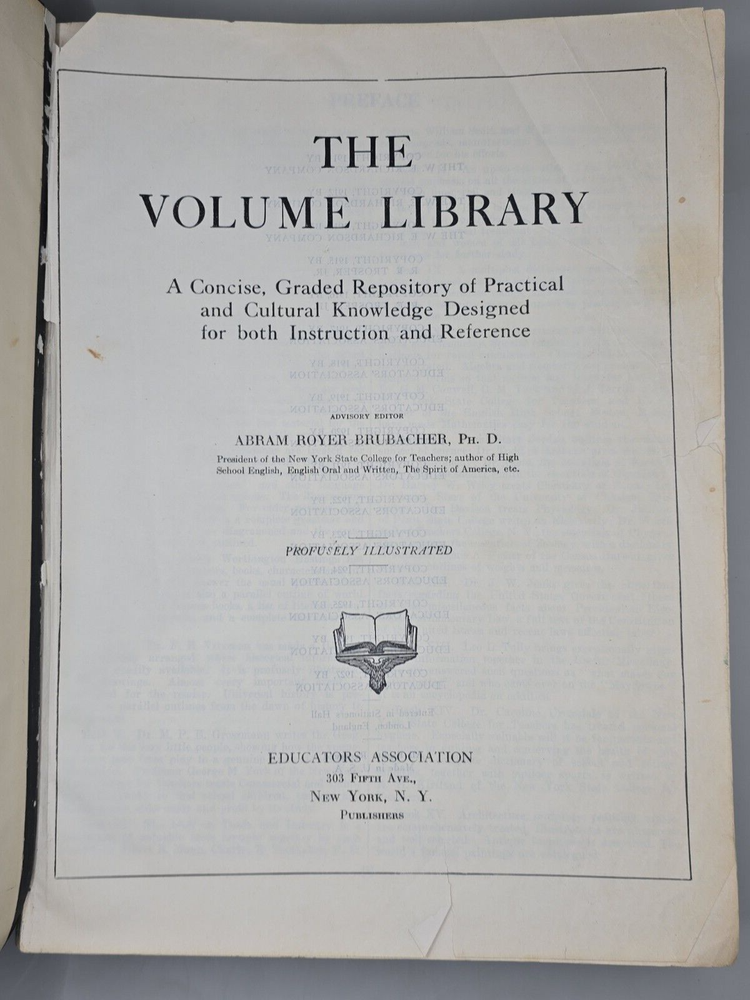 THE
VOLUME LIBRARY
A Concise, Graded Repository of Practical
and Cultural Knowledge Designed
for both Instruction and Reference
ADVISORY EDITOR
ABRAM ROYER BRUBACHER, PH. D.
President of the New York State College for Teachers; author of High
School English, English Oral and Written, The Spirit of America, etc.
PROFUSELY ILLUSTRATED
EDUCATORS ASSOCIATION
303 FIFTH AVE.,
NEW YORK, N. Y.
PUBLISHERS